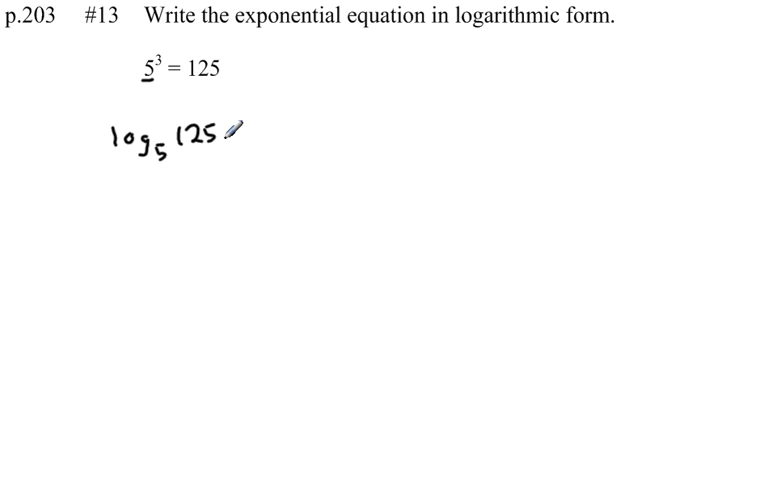 p.203 #13 Write the exponential equation in logarithmic form.
5³ = 125
log₅ 125